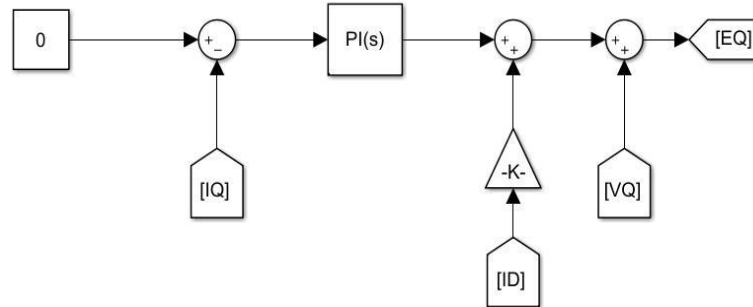 0
+
−
PI(s)
+
+
+
+
[EQ]
[IQ]
-K-
[VQ]
[ID]